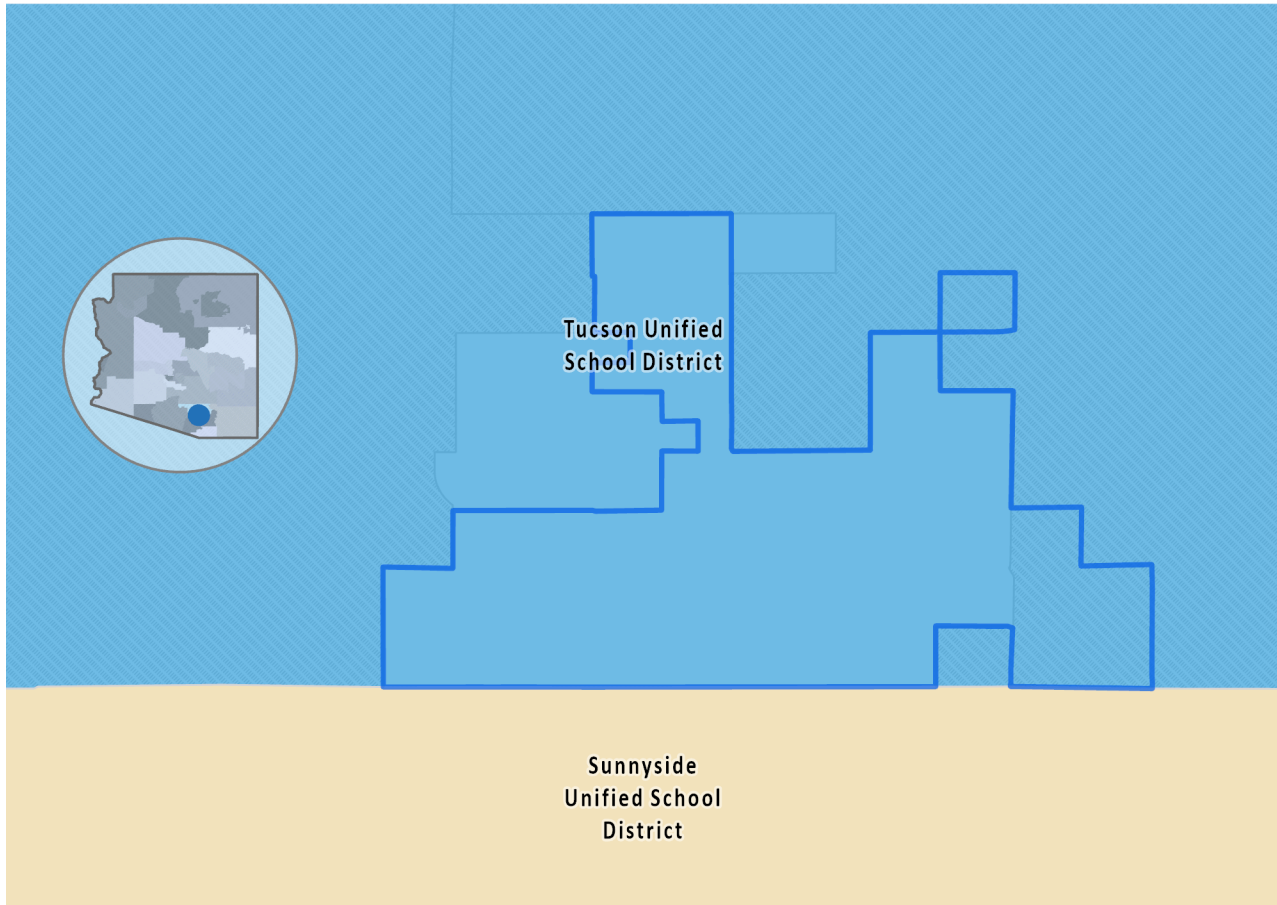 Tucson Unified
School District
Sunnyside
Unified School
District